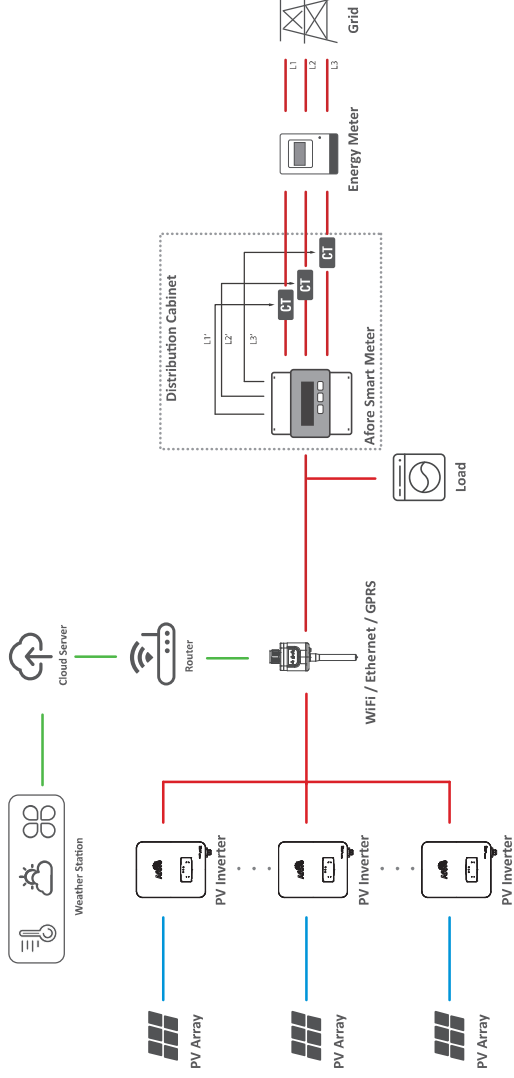 Weather Station
Cloud Server
Router
WiFi / Ethernet / GPRS
PV Array
PV Inverter
PV Array
PV Inverter
PV Array
PV Inverter
Load
Distribution Cabinet
L1'
L2'
L3'
CT
CT
CT
Afore Smart Meter
Energy Meter
L1
L2
L3
Grid